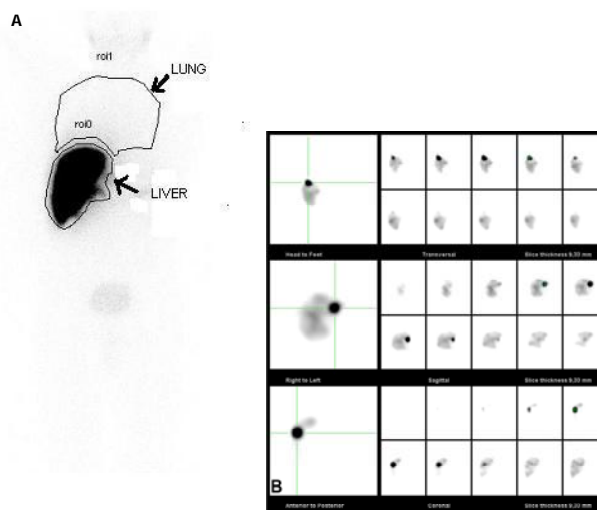 A
roi1
LUNG
roi0
LIVER
Head to Feet
Transversal
Slice thickness 9.33 mm
Right to Left
Sagittal
Slice thickness 9.33 mm
B
Anterior to Posterior
Coronal
Slice thickness 9.33 mm